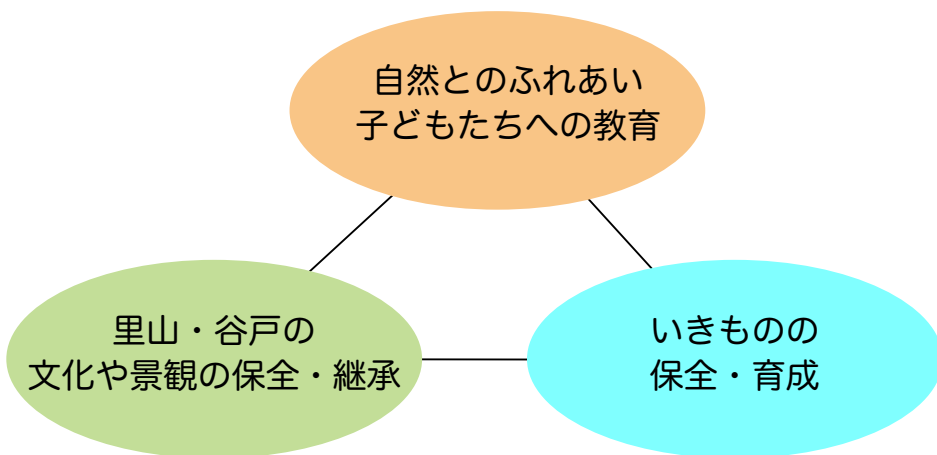 自然とのふれあい
子どもたちへの教育
里山・谷戸の
文化や景観の保全・継承
いきものの
保全・育成